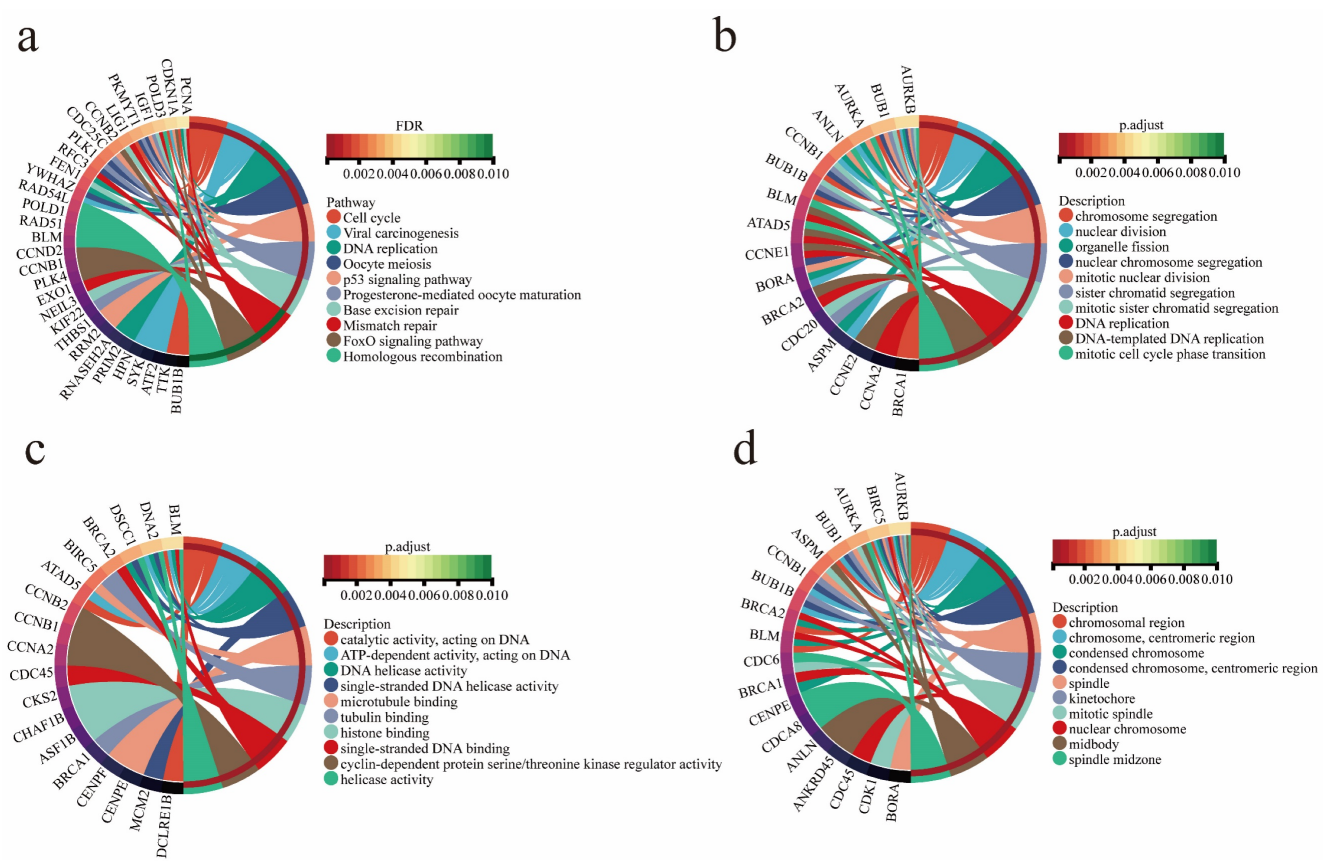 a
PCNA
CDKN1A
POLD3
IGF1
PKMYT1
LIG1
CCNB2
CDC25C
PLK1
RFC3
FEN1
YWHAZ
RAD54L
POLD1
RAD51
BLM
CCND2
CCNB1
PLK4
EXO1
NEIL3
KIF22
THBS1
RRM2
RNASEH2A
PRIM2
HPN
SYK
ATF2
TTK
BUB1B
FDR
0.002 0.004 0.006 0.008 0.010
Pathway
Cell cycle
Viral carcinogenesis
DNA replication
Oocyte meiosis
p53 signaling pathway
Progesterone-mediated oocyte maturation
Base excision repair
Mismatch repair
FoxO signaling pathway
Homologous recombination
b
AURKB
BUB1
AURKA
ANLN
CCNB1
BUB1B
BLM
ATAD5
CCNE1
BORA
BRCA2
CDC20
ASPM
CCNE2
CCNA2
BRCA1
p.adjust
0.002 0.004 0.006 0.008 0.010
Description
chromosome segregation
nuclear division
organelle fission
nuclear chromosome segregation
mitotic nuclear division
sister chromatid segregation
mitotic sister chromatid segregation
DNA replication
DNA-templated DNA replication
mitotic cell cycle phase transition
c
BLM
DNA2
DSCC1
BRCA2
BIRC5
ATAD5
CCNB2
CCNB1
CCNA2
CDC45
CKS2
CHAF1B
ASF1B
BRCA1
CENPF
CENPE
MCM2
DCLRE1B
p.adjust
0.002 0.004 0.006 0.008 0.010
Description
catalytic activity, acting on DNA
ATP-dependent activity, acting on DNA
DNA helicase activity
single-stranded DNA helicase activity
microtubule binding
tubulin binding
histone binding
single-stranded DNA binding
cyclin-dependent protein serine/threonine kinase regulator activity
helicase activity
d
AURKB
BIRC5
AURKA
BUB1
ASPM
CCNB1
BUB1B
BRCA2
BLM
CDC6
BRCA1
CENPE
CDCA8
ANLN
ANKRD45
CDC45
CDK1
BORA
p.adjust
0.002 0.004 0.006 0.008 0.010
Description
chromosomal region
chromosome, centromeric region
condensed chromosome
condensed chromosome, centromeric region
spindle
kinetochore
mitotic spindle
nuclear chromosome
midbody
spindle midzone